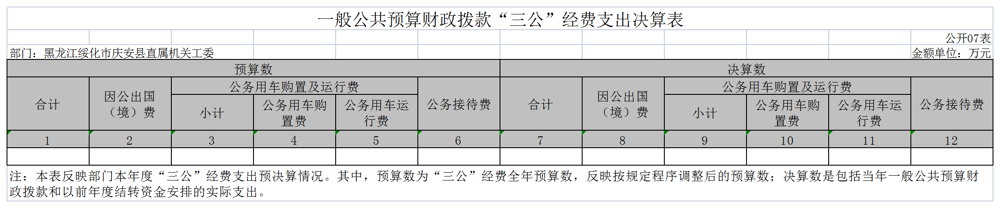 一般公共预算财政拨款“三公”经费支出决算表
公开07表
部门：黑龙江绥化市庆安县直属机关工委 金额单位：万元
预算数 决算数
合计 因公出国（境）费 公务用车购置及运行费 公务接待费 合计 因公出国（境）费 公务用车购置及运行费 公务接待费
小计 公务用车购置费 公务用车运行费 小计 公务用车购置费 公务用车运行费
1 2 3 4 5 6 7 8 9 10 11 12
注：本表反映部门本年度“三公”经费支出预决算情况。其中，预算数为“三公”经费全年预算数，反映按规定程序调整后的预算数；决算数是包括当年一般公共预算财
政拨款和以前年度结转资金安排的实际支出。